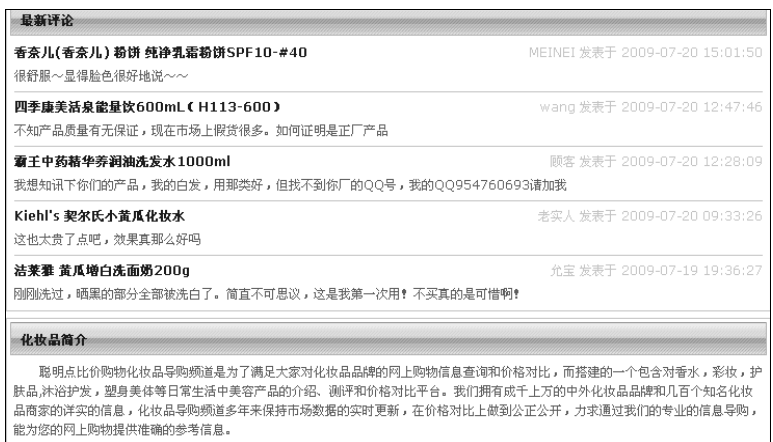 最新评论
香奈儿(香奈儿) 粉饼 纯净乳霜粉饼SPF10-#40 MEINEI 发表于 2009-07-20 15:01:50
很舒服～显得脸色很好地说～～
四季康美活泉能量饮600mL(H113-600) wang 发表于 2009-07-20 12:47:46
不知产品质量有无保证，现在市场上假货很多。如何证明是正厂产品
霸王中药精华养润油洗发水1000ml 顾客 发表于 2009-07-20 12:28:09
我想知讯下你们的产品，我的白发，用那类好，但找不到你厂的QQ号，我的QQ954760693请加我
Kiehl's 契尔氏小黄瓜化妆水 老实人 发表于 2009-07-20 09:33:26
这也太贵了点吧，效果真那么好吗
洁莱雅 黄瓜增白洗面奶200g 允宝 发表于 2009-07-19 19:36:27
刚刚洗过，晒黑的部分全部被洗白了。简直不可思议，这是我第一次用！不买真的是可惜啊！
化妆品简介
聪明点比价购物化妆品导购频道是为了满足大家对化妆品品牌的网上购物信息查询和价格对比，而搭建的一个包含对香水，彩妆，护
肤品,沐浴护发，塑身美体等日常生活中美容产品的介绍、测评和价格对比平台。我们拥有成千上万的中外化妆品品牌和几百个知名化妆
品商家的详实的信息，化妆品导购频道多年来保持市场数据的实时更新，在价格对比上做到公正公开，力求通过我们的专业的信息导购，
能为您的网上购物提供准确的参考信息。